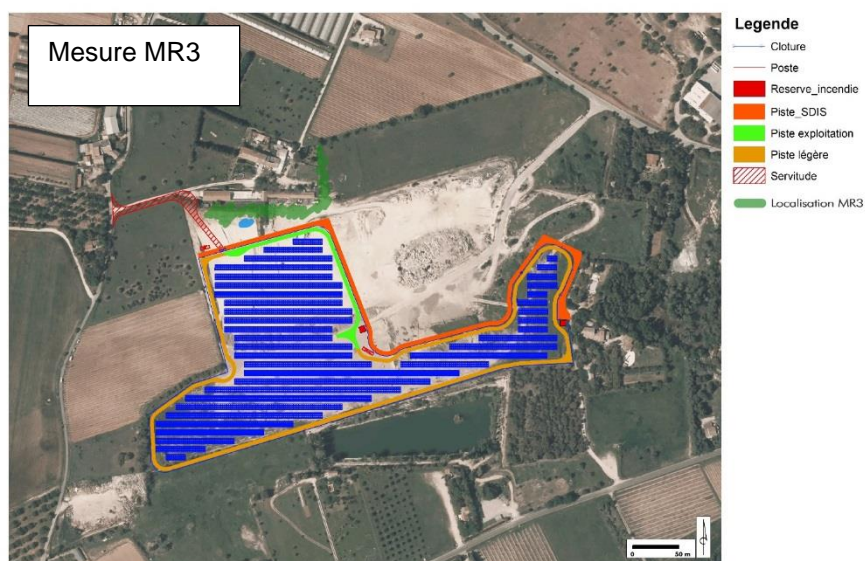 Mesure MR3
Legende
Cloture
Poste
Reserve_incendie
Piste_SDIS
Piste exploitation
Piste légère
Servitude
Localisation MR3
0 50 m